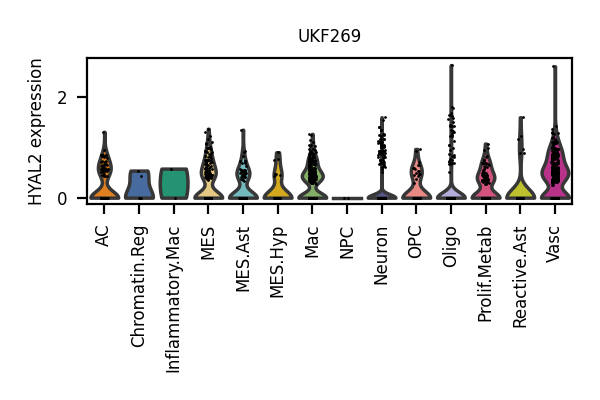 UKF269
HYAL2 expression
2
0
AC
Chromatin.Reg
Inflammatory.Mac
MES
MES.Ast
MES.Hyp
Mac
NPC
Neuron
OPC
Oligo
Prolif.Metab
Reactive.Ast
Vasc